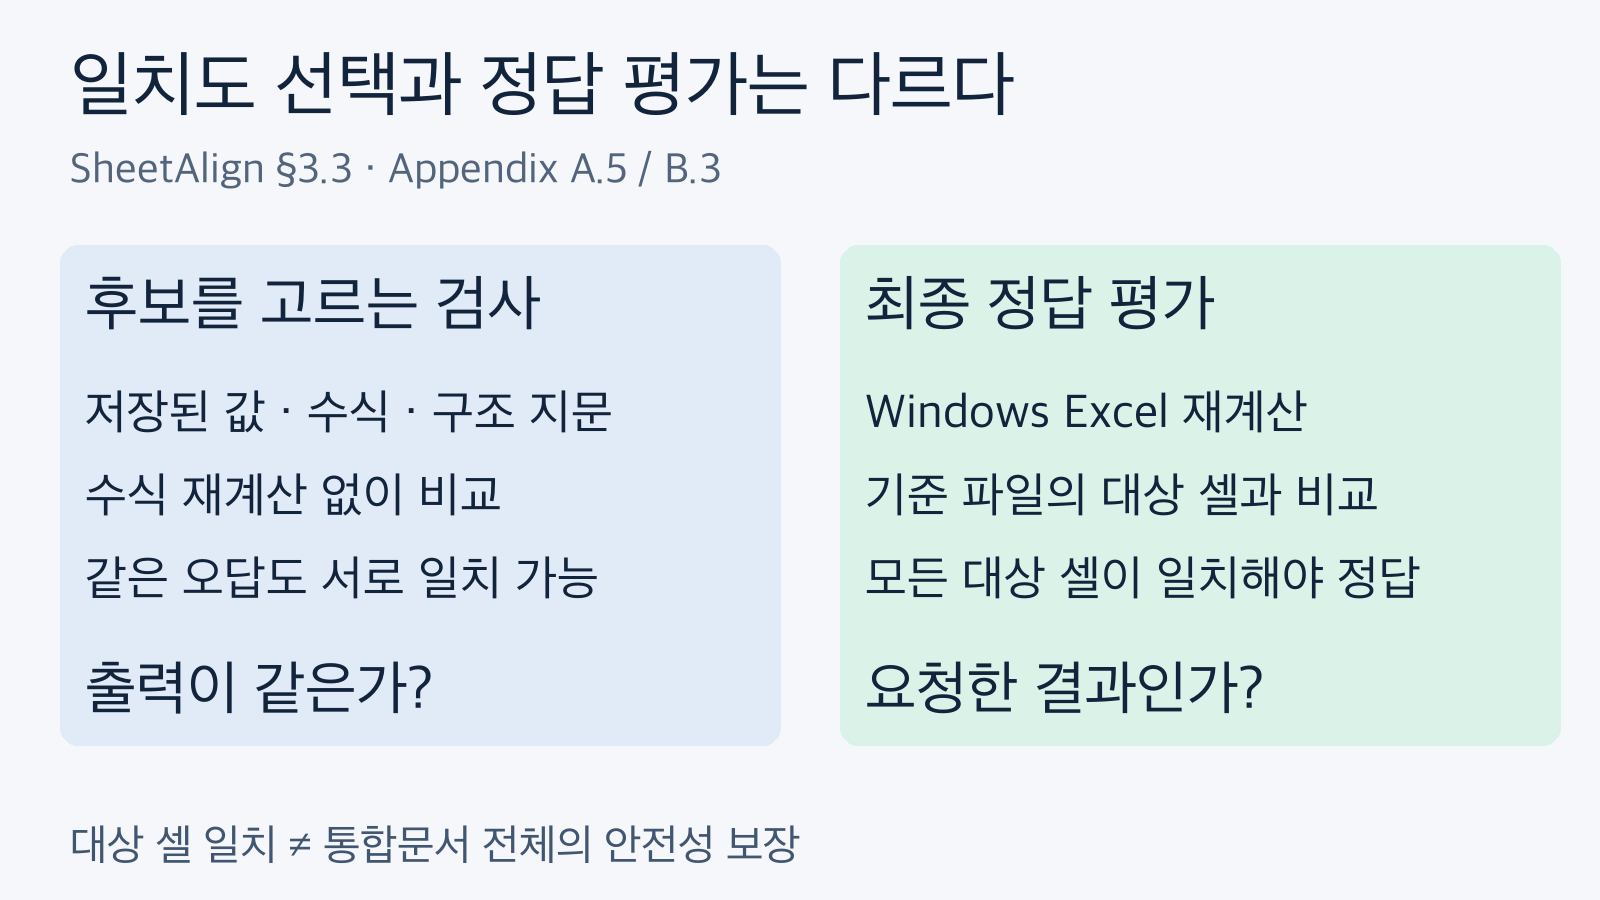 일치도 선택과 정답 평가는 다르다
SheetAlign §3.3 · Appendix A.5 / B.3
후보를 고르는 검사
저장된 값 · 수식 · 구조 지문
수식 재계산 없이 비교
같은 오답도 서로 일치 가능
출력이 같은가?
최종 정답 평가
Windows Excel 재계산
기준 파일의 대상 셀과 비교
모든 대상 셀이 일치해야 정답
요청한 결과인가?
대상 셀 일치 ≠ 통합문서 전체의 안전성 보장